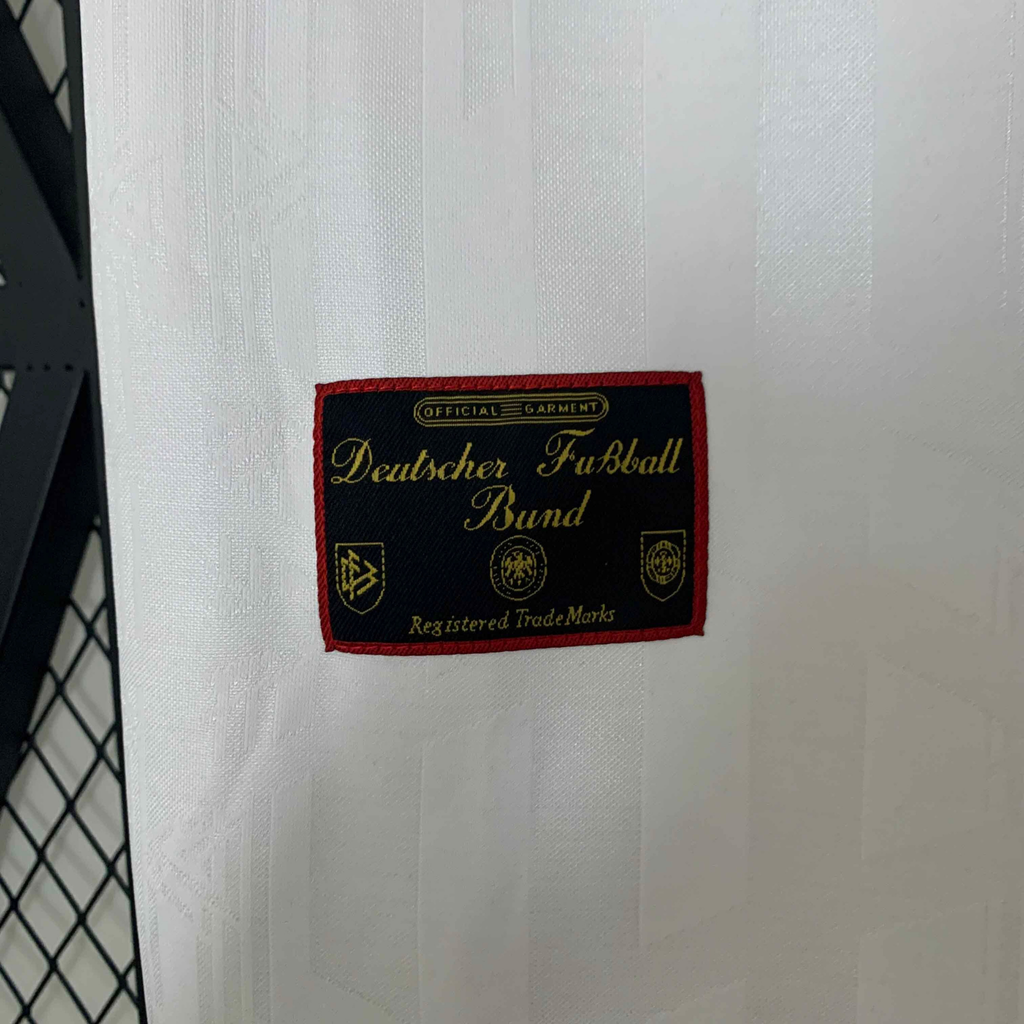 OFFICIAL GARMENT
Deutscher Fußball
Bund
Registered TradeMarks